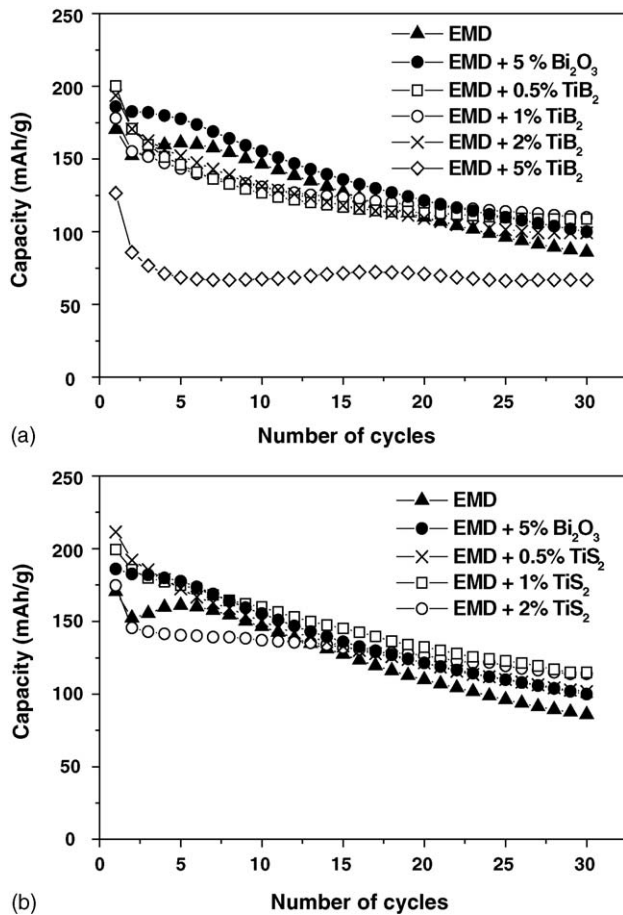 250
200
150
100
50
0
Capacity (mAh/g)
EMD
EMD + 5 % Bi₂O₃
EMD + 0.5% TiB₂
EMD + 1% TiB₂
EMD + 2% TiB₂
EMD + 5% TiB₂
0 5 10 15 20 25 30
(a)
Number of cycles
250
200
150
100
50
0
Capacity (mAh/g)
EMD
EMD + 5% Bi₂O₃
EMD + 0.5% TiS₂
EMD + 1% TiS₂
EMD + 2% TiS₂
0 5 10 15 20 25 30
(b)
Number of cycles